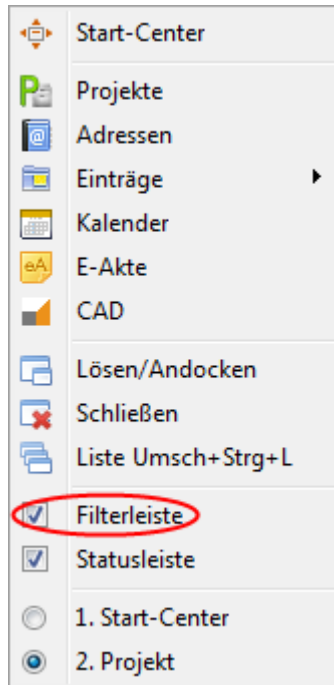 Start-Center
Projekte
Adressen
Einträge
Kalender
eA E-Akte
CAD
Lösen/Andocken
Schließen
Liste Umsch+Strg+L
Filterleiste
Statusleiste
1. Start-Center
2. Projekt